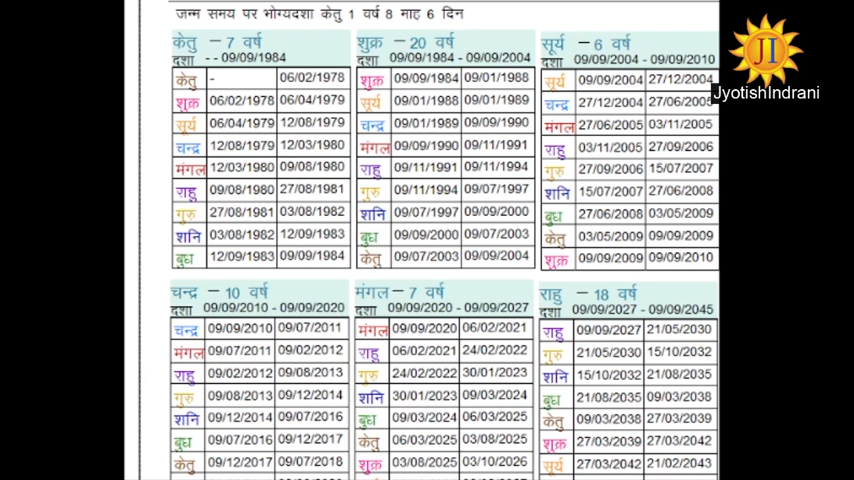 जन्म समय पर भोग्यदशा केतु 1 वर्ष 8 माह 6 दिन
केतु - 7 वर्ष
दशा - - 09/09/1984
केतु - 06/02/1978
शुक्र 06/02/1978 06/04/1979
सूर्य 06/04/1979 12/08/1979
चन्द्र 12/08/1979 12/03/1980
मंगल 12/03/1980 09/08/1980
राहु 09/08/1980 27/08/1981
गुरु 27/08/1981 03/08/1982
शनि 03/08/1982 12/09/1983
बुध 12/09/1983 09/09/1984
शुक्र - 20 वर्ष
दशा 09/09/1984 - 09/09/2004
शुक्र 09/09/1984 09/01/1988
सूर्य 09/01/1988 09/01/1989
चन्द्र 09/01/1989 09/09/1990
मंगल 09/09/1990 09/11/1991
राहु 09/11/1991 09/11/1994
गुरु 09/11/1994 09/07/1997
शनि 09/07/1997 09/09/2000
बुध 09/09/2000 09/07/2003
केतु 09/07/2003 09/09/2004
सूर्य - 6 वर्ष
दशा 09/09/2004 - 09/09/2010
सूर्य 09/09/2004 27/12/2004
चन्द्र 27/12/2004 27/06/2005
मंगल 27/06/2005 03/11/2005
राहु 03/11/2005 27/09/2006
गुरु 27/09/2006 15/07/2007
शनि 15/07/2007 27/06/2008
बुध 27/06/2008 03/05/2009
केतु 03/05/2009 09/09/2009
शुक्र 09/09/2009 09/09/2010
JI
JyotishIndrani
चन्द्र - 10 वर्ष
दशा 09/09/2010 - 09/09/2020
चन्द्र 09/09/2010 09/07/2011
मंगल 09/07/2011 09/02/2012
राहु 09/02/2012 09/08/2013
गुरु 09/08/2013 09/12/2014
शनि 09/12/2014 09/07/2016
बुध 09/07/2016 09/12/2017
केतु 09/12/2017 09/07/2018
मंगल - 7 वर्ष
दशा 09/09/2020 - 09/09/2027
मंगल 09/09/2020 06/02/2021
राहु 06/02/2021 24/02/2022
गुरु 24/02/2022 30/01/2023
शनि 30/01/2023 09/03/2024
बुध 09/03/2024 06/03/2025
केतु 06/03/2025 03/08/2025
शुक्र 03/08/2025 03/10/2026
राहु - 18 वर्ष
दशा 09/09/2027 - 09/09/2045
राहु 09/09/2027 21/05/2030
गुरु 21/05/2030 15/10/2032
शनि 15/10/2032 21/08/2035
बुध 21/08/2035 09/03/2038
केतु 09/03/2038 27/03/2039
शुक्र 27/03/2039 27/03/2042
सूर्य 27/03/2042 21/02/2043